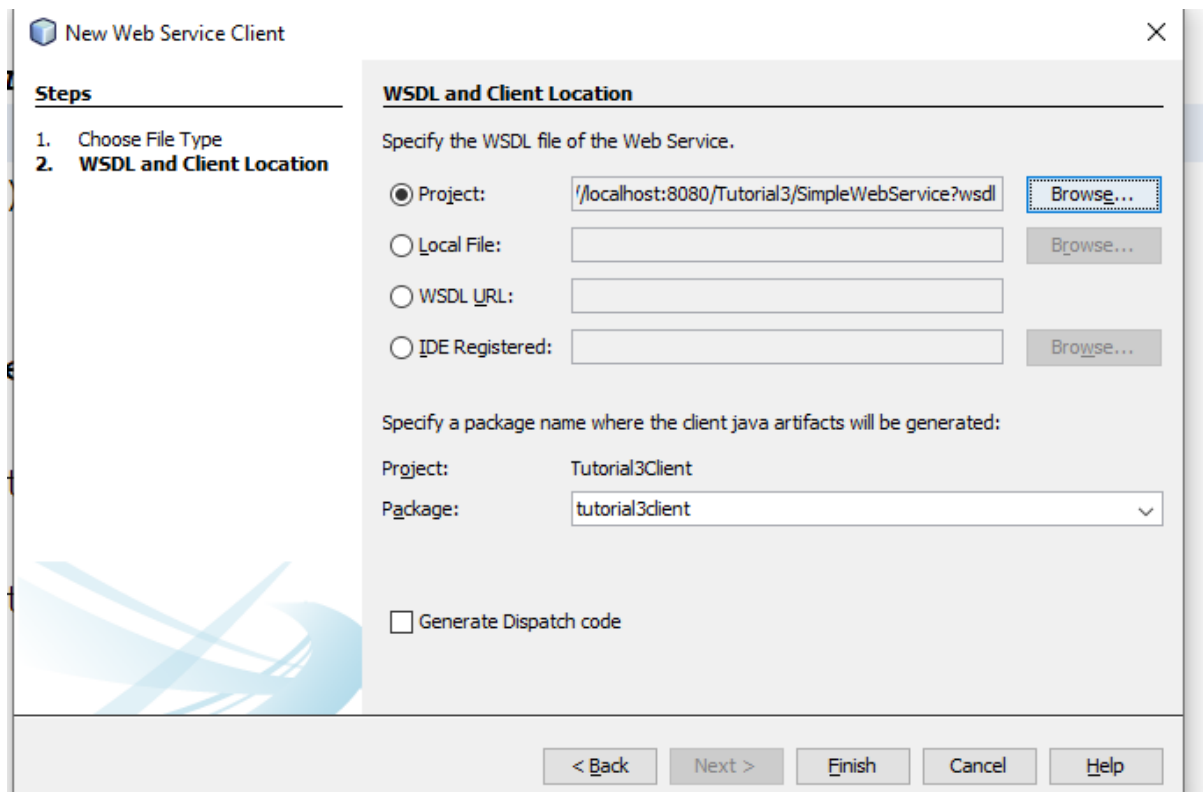 New Web Service Client
Steps
1. Choose File Type
2. WSDL and Client Location
WSDL and Client Location
Specify the WSDL file of the Web Service.
Project: '/localhost:8080/Tutorial3/SimpleWebService?wsdl Browse...
Local File: Browse...
WSDL URL:
IDE Registered: Browse...
Specify a package name where the client java artifacts will be generated:
Project: Tutorial3Client
Package: tutorial3client
Generate Dispatch code
< Back Next > Finish Cancel Help